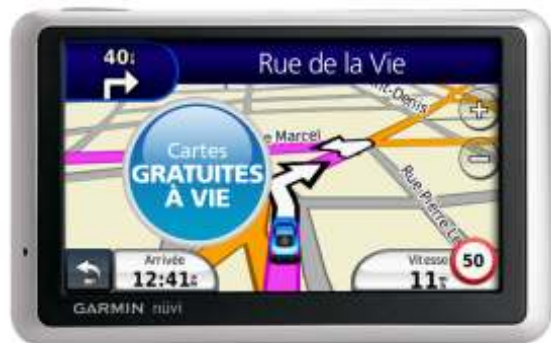 40
Rue de la Vie
Denis
Marcel
Cartes
GRATUITES
À VIE
Rue Pierre
Arrivée
12:41
Vitesse
11
50
GARMIN nüvi